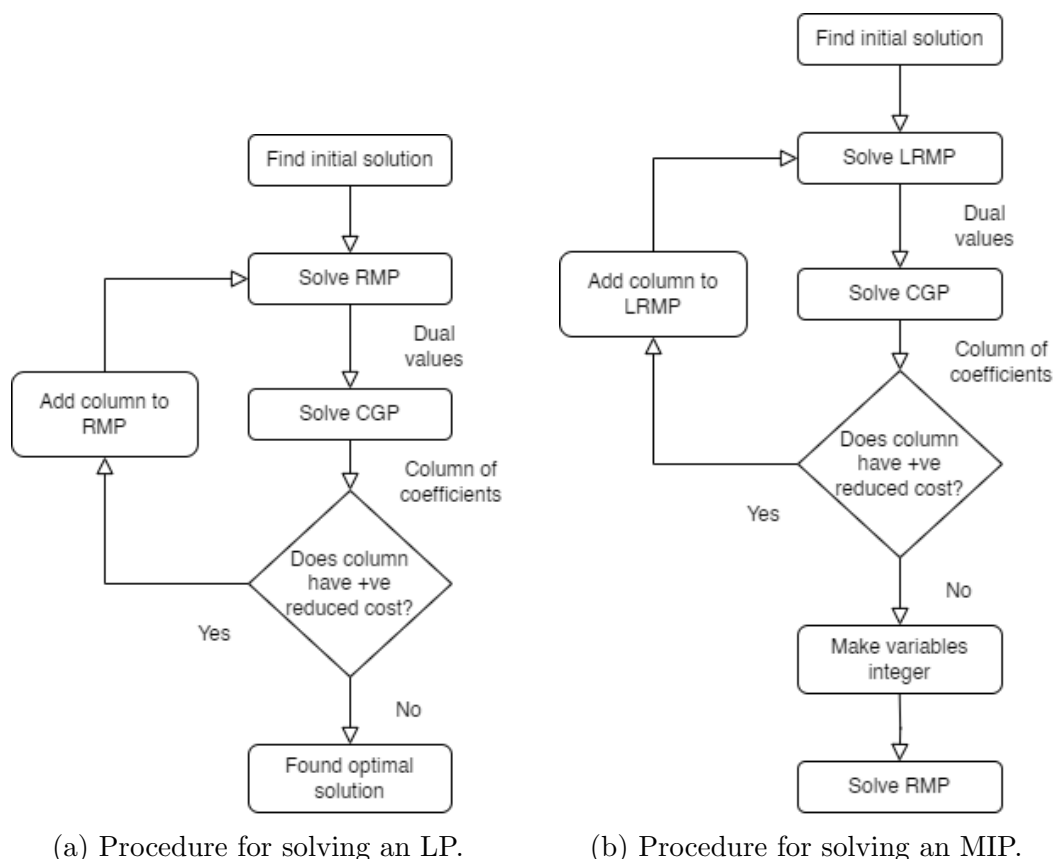 Find initial solution
Solve RMP
Dual
values
Solve CGP
Column of
coefficients
Does column
have +ve
reduced cost?
Yes
Add column to
RMP
No
Found optimal
solution
(a) Procedure for solving an LP.
Find initial solution
Solve LRMP
Dual
values
Solve CGP
Column of
coefficients
Does column
have +ve
reduced cost?
Yes
Add column to
LRMP
No
Make variables
integer
Solve RMP
(b) Procedure for solving an MIP.